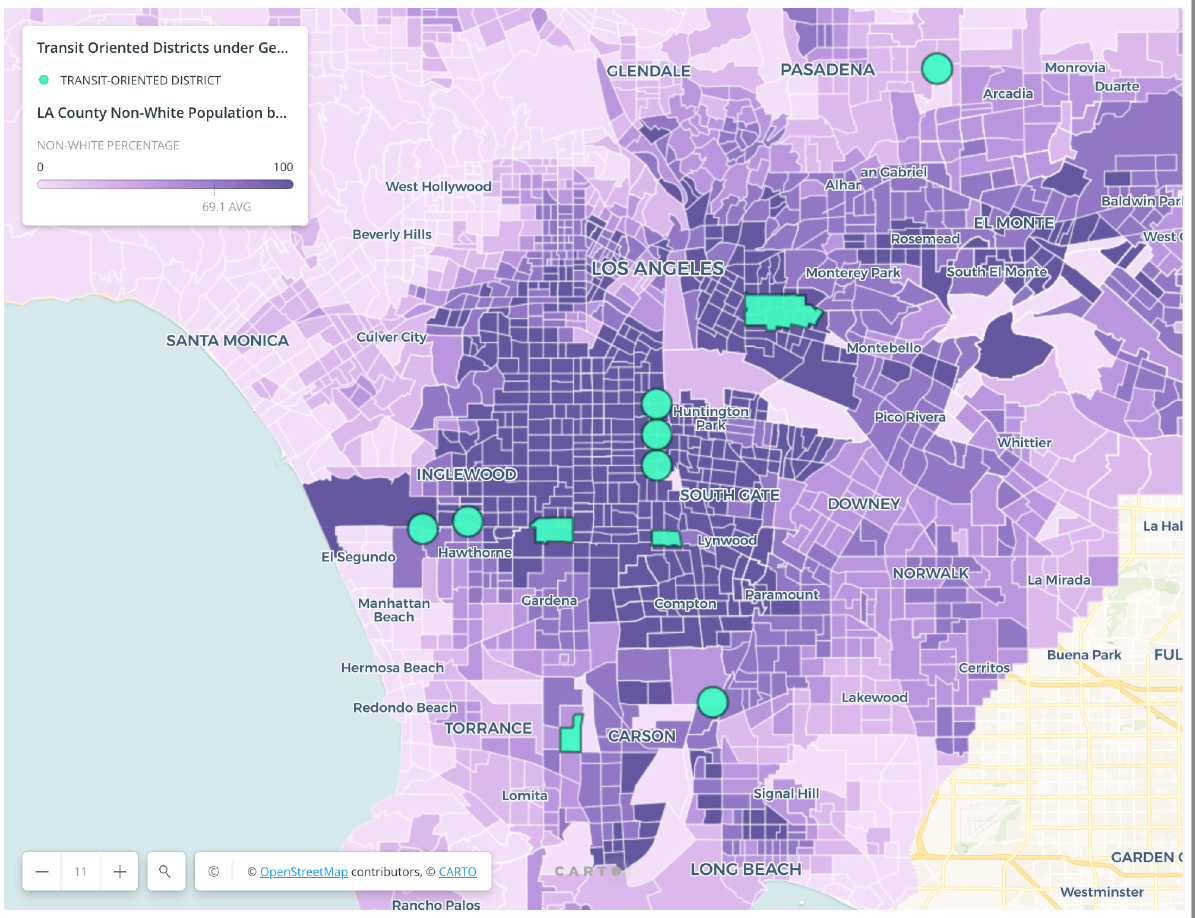 Transit Oriented Districts under Ge...
TRANSIT-ORIENTED DISTRICT
LA County Non-White Population b...
NON-WHITE PERCENTAGE
0 100
69.1 AVG
GLENDALE
PASADENA
Monrovia
Arcadia
Duarte
West Hollywood
an Gabriel
Alhar
Baldwin Parl
Beverly Hills
EL MONTE
Rosemead
West C
LOS ANGELES
Monterey Park
South El Monte
SANTA MONICA
Culver City
Montebello
Huntington
Park
Pico Rivera
Whittier
INGLEWOOD
SOUTH GATE
DOWNEY
La Hal
El Segundo
Hawthorne
Lynwood
NORWALK
La Mirada
Manhattan
Beach
Gardena
Compton
Paramount
Buena Park
FUL
Hermosa Beach
Cerritos
Redondo Beach
Lakewood
TORRANCE
CARSON
Lomita
Signal Hill
GARDEN G
LONG BEACH
Westminster
Rancho Palos
11
© © OpenStreetMap contributors, © CARTO
CARTO